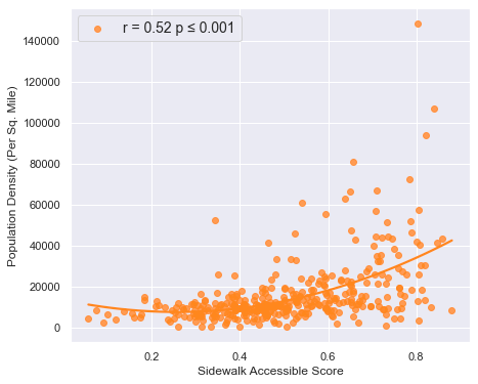 r = 0.52 p ≤ 0.001
140000
120000
100000
80000
60000
40000
20000
0
Population Density (Per Sq. Mile)
0.2 0.4 0.6 0.8
Sidewalk Accessible Score